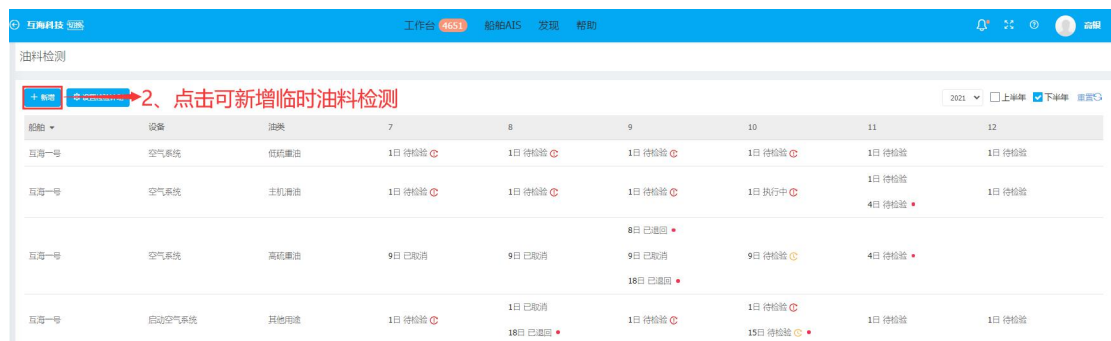 互海科技 切换 工作台 4651 船舶AIS 发现 帮助
油料检测
+ 新增 2、点击可新增临时油料检测 2021 上半年 下半年 重置
船舶 设备 油类 7 8 9 10 11 12
互海一号 空气系统 低硫重油 1日 待检验 1日 待检验 1日 待检验 1日 待检验 1日 待检验 1日 待检验
1日 待检验
互海一号 空气系统 主机滑油 1日 待检验 1日 待检验 1日 待检验 1日 执行中 1日 待检验
4日 待检验
8日 已退回
互海一号 空气系统 高硫重油 9日 已取消 9日 已取消 9日 已取消 9日 待检验 4日 待检验
18日 已退回
1日 已取消 1日 待检验
互海一号 启动空气系统 其他用途 1日 待检验 1日 待检验 1日 待检验 1日 待检验
18日 已退回 15日 待检验